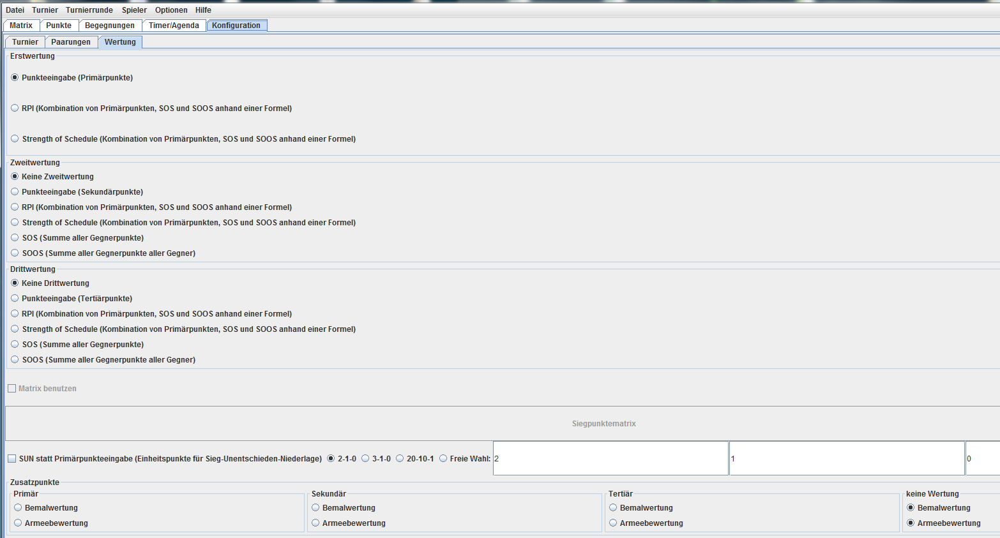 Datei Turnier Turnierrunde Spieler Optionen Hilfe
Matrix Punkte Begegnungen Timer/Agenda Konfiguration
Turnier Paarungen Wertung
Erstwertung
Punkteeingabe (Primärpunkte)
RPI (Kombination von Primärpunkten, SOS und SOOS anhand einer Formel)
Strength of Schedule (Kombination von Primärpunkten, SOS und SOOS anhand einer Formel)
Zweitwertung
Keine Zweitwertung
Punkteeingabe (Sekundärpunkte)
RPI (Kombination von Primärpunkten, SOS und SOOS anhand einer Formel)
Strength of Schedule (Kombination von Primärpunkten, SOS und SOOS anhand einer Formel)
SOS (Summe aller Gegnerpunkte)
SOOS (Summe aller Gegnerpunkte aller Gegner)
Drittwertung
Keine Drittwertung
Punkteeingabe (Tertiärpunkte)
RPI (Kombination von Primärpunkten, SOS und SOOS anhand einer Formel)
Strength of Schedule (Kombination von Primärpunkten, SOS und SOOS anhand einer Formel)
SOS (Summe aller Gegnerpunkte)
SOOS (Summe aller Gegnerpunkte aller Gegner)
Matrix benutzen
Siegpunktematrix
SUN statt Primärpunkteeingabe (Einheitspunkte für Sieg-Unentschieden-Niederlage) 2-1-0 3-1-0 20-10-1 Freie Wahl: 2 1 0
Zusatzpunkte
Primär Sekundär Tertiär keine Wertung
Bemalwertung Bemalwertung Bemalwertung Bemalwertung
Armeebewertung Armeebewertung Armeebewertung Armeebewertung